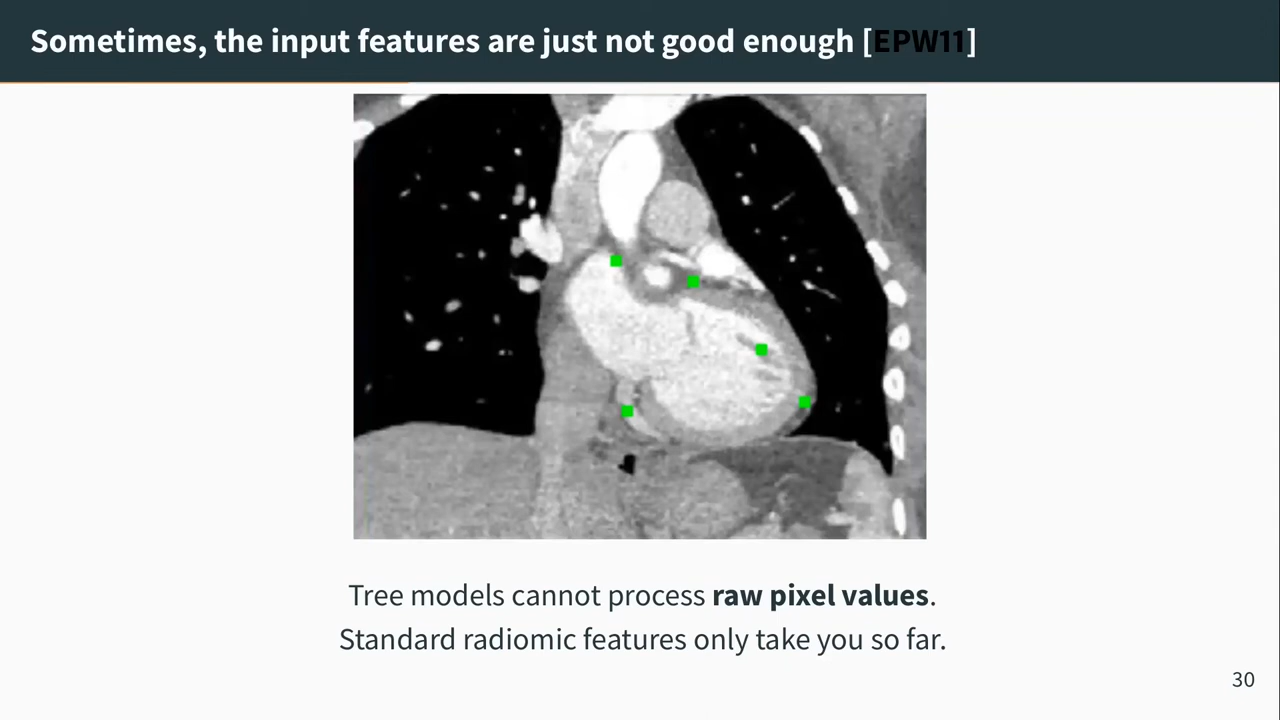 Sometimes, the input features are just not good enough [EPW11]
Tree models cannot process raw pixel values.
Standard radiomic features only take you so far.
30